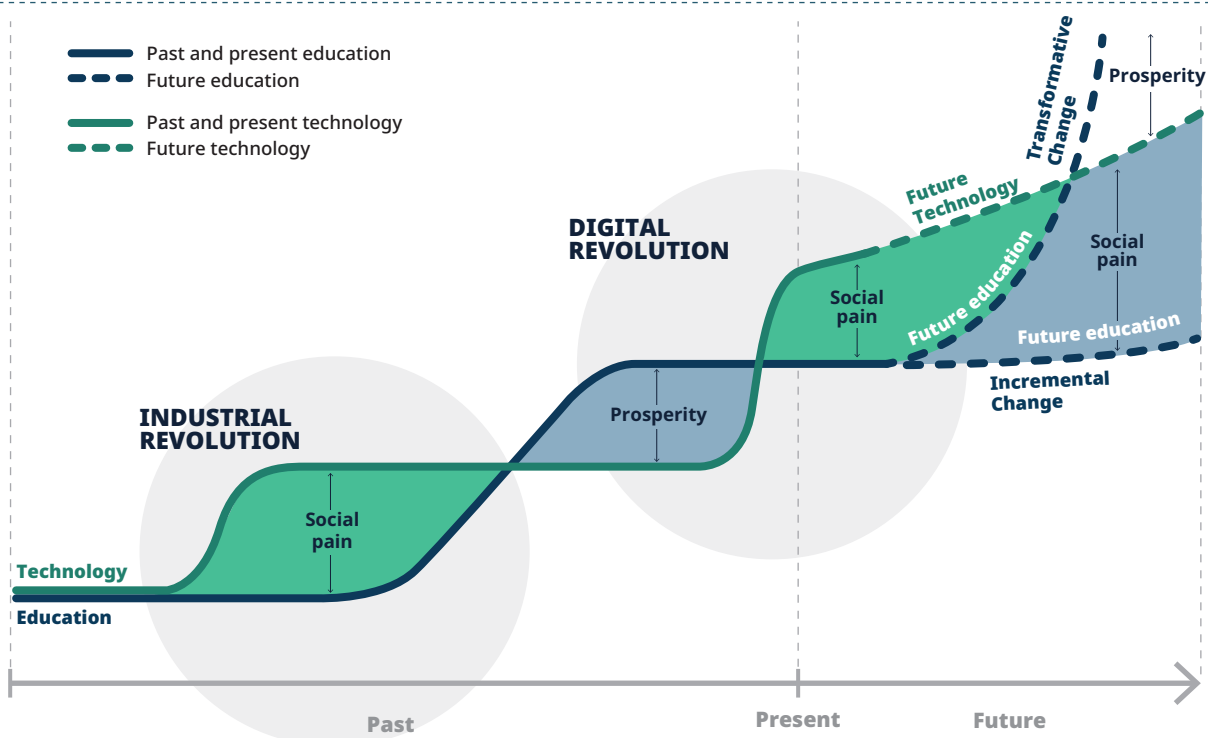 Past and present education
Future education
Past and present technology
Future technology
Transformative
Change
Prosperity
Future
Technology
DIGITAL
REVOLUTION
Social
pain
Social
pain
Future education
Future education
Incremental
Change
INDUSTRIAL
REVOLUTION
Prosperity
Social
pain
Technology
Education
Past
Present
Future